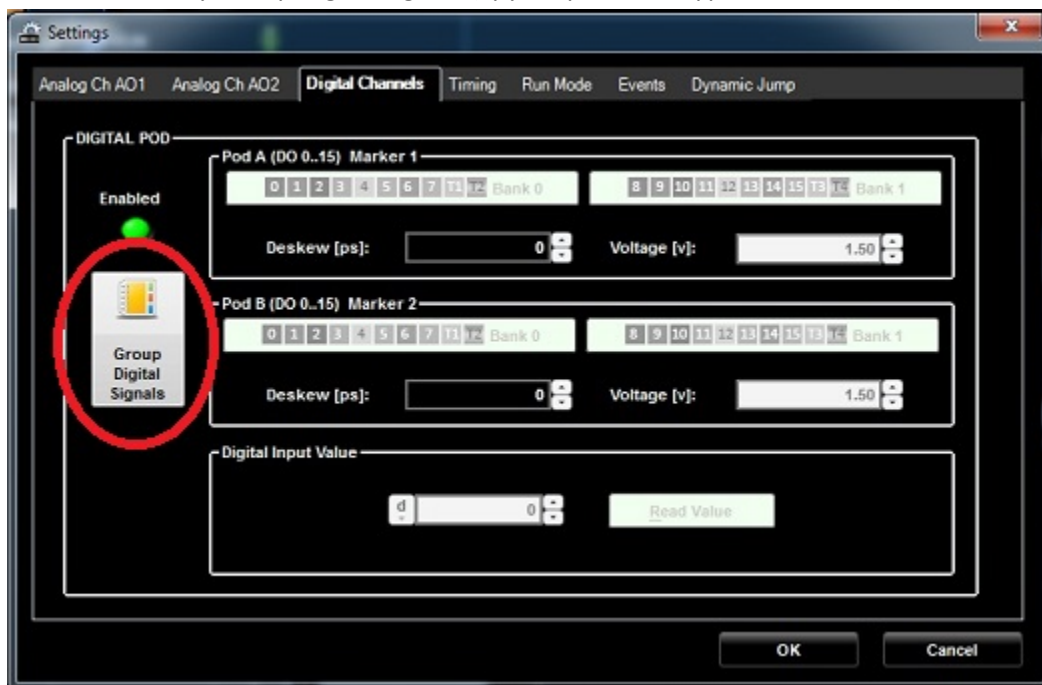 Settings
Analog Ch AO1 Analog Ch AO2 Digital Channels Timing Run Mode Events Dynamic Jump
DIGITAL POD
Enabled
Group
Digital
Signals
Pod A (DO 0..15) Marker 1
0 1 2 3 4 5 6 7 T1 T2 Bank 0
8 9 10 11 12 13 14 15 T3 T4 Bank 1
Deskew [ps]: 0 Voltage [v]: 1.50
Pod B (DO 0..15) Marker 2
0 1 2 3 4 5 6 7 T1 T2 Bank 0
8 9 10 11 12 13 14 15 T3 T4 Bank 1
Deskew [ps]: 0 Voltage [v]: 1.50
Digital Input Value
d 0 Read Value
OK Cancel